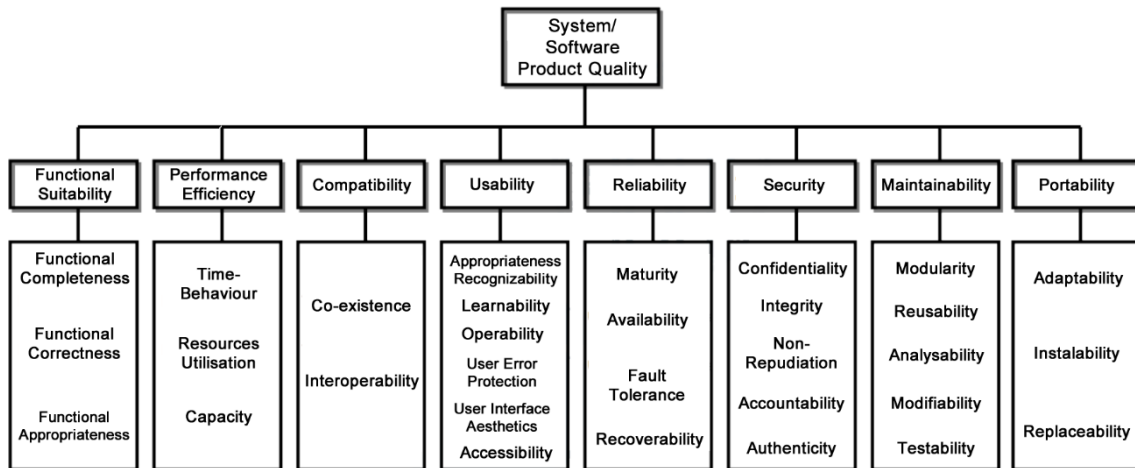 System/
Software
Product Quality
Functional
Suitability
Performance
Efficiency
Compatibility
Usability
Reliability
Security
Maintainability
Portability
Functional
Completeness
Functional
Correctness
Functional
Appropriateness
Time-
Behaviour
Resources
Utilisation
Capacity
Co-existence
Interoperability
Appropriateness
Recognizability
Learnability
Operability
User Error
Protection
User Interface
Aesthetics
Accessibility
Maturity
Availability
Fault
Tolerance
Recoverability
Confidentiality
Integrity
Non-
Repudiation
Accountability
Authenticity
Modularity
Reusability
Analysability
Modifiability
Testability
Adaptability
Instalability
Replaceability